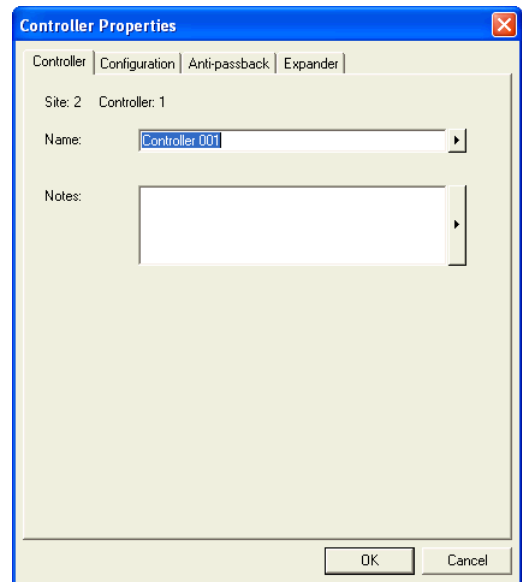 Controller Properties
Controller Configuration Anti-passback Expander
Site: 2 Controller: 1
Name: Controller 001
Notes:
OK Cancel